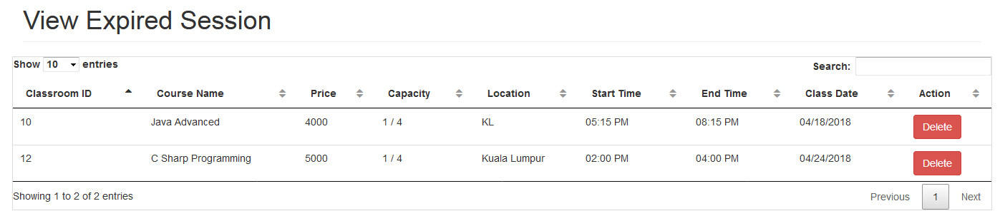 View Expired Session
Show 10 entries Search:
Classroom ID Course Name Price Capacity Location Start Time End Time Class Date Action
10 Java Advanced 4000 1 / 4 KL 05:15 PM 08:15 PM 04/18/2018 Delete
12 C Sharp Programming 5000 1 / 4 Kuala Lumpur 02:00 PM 04:00 PM 04/24/2018 Delete
Showing 1 to 2 of 2 entries Previous 1 Next